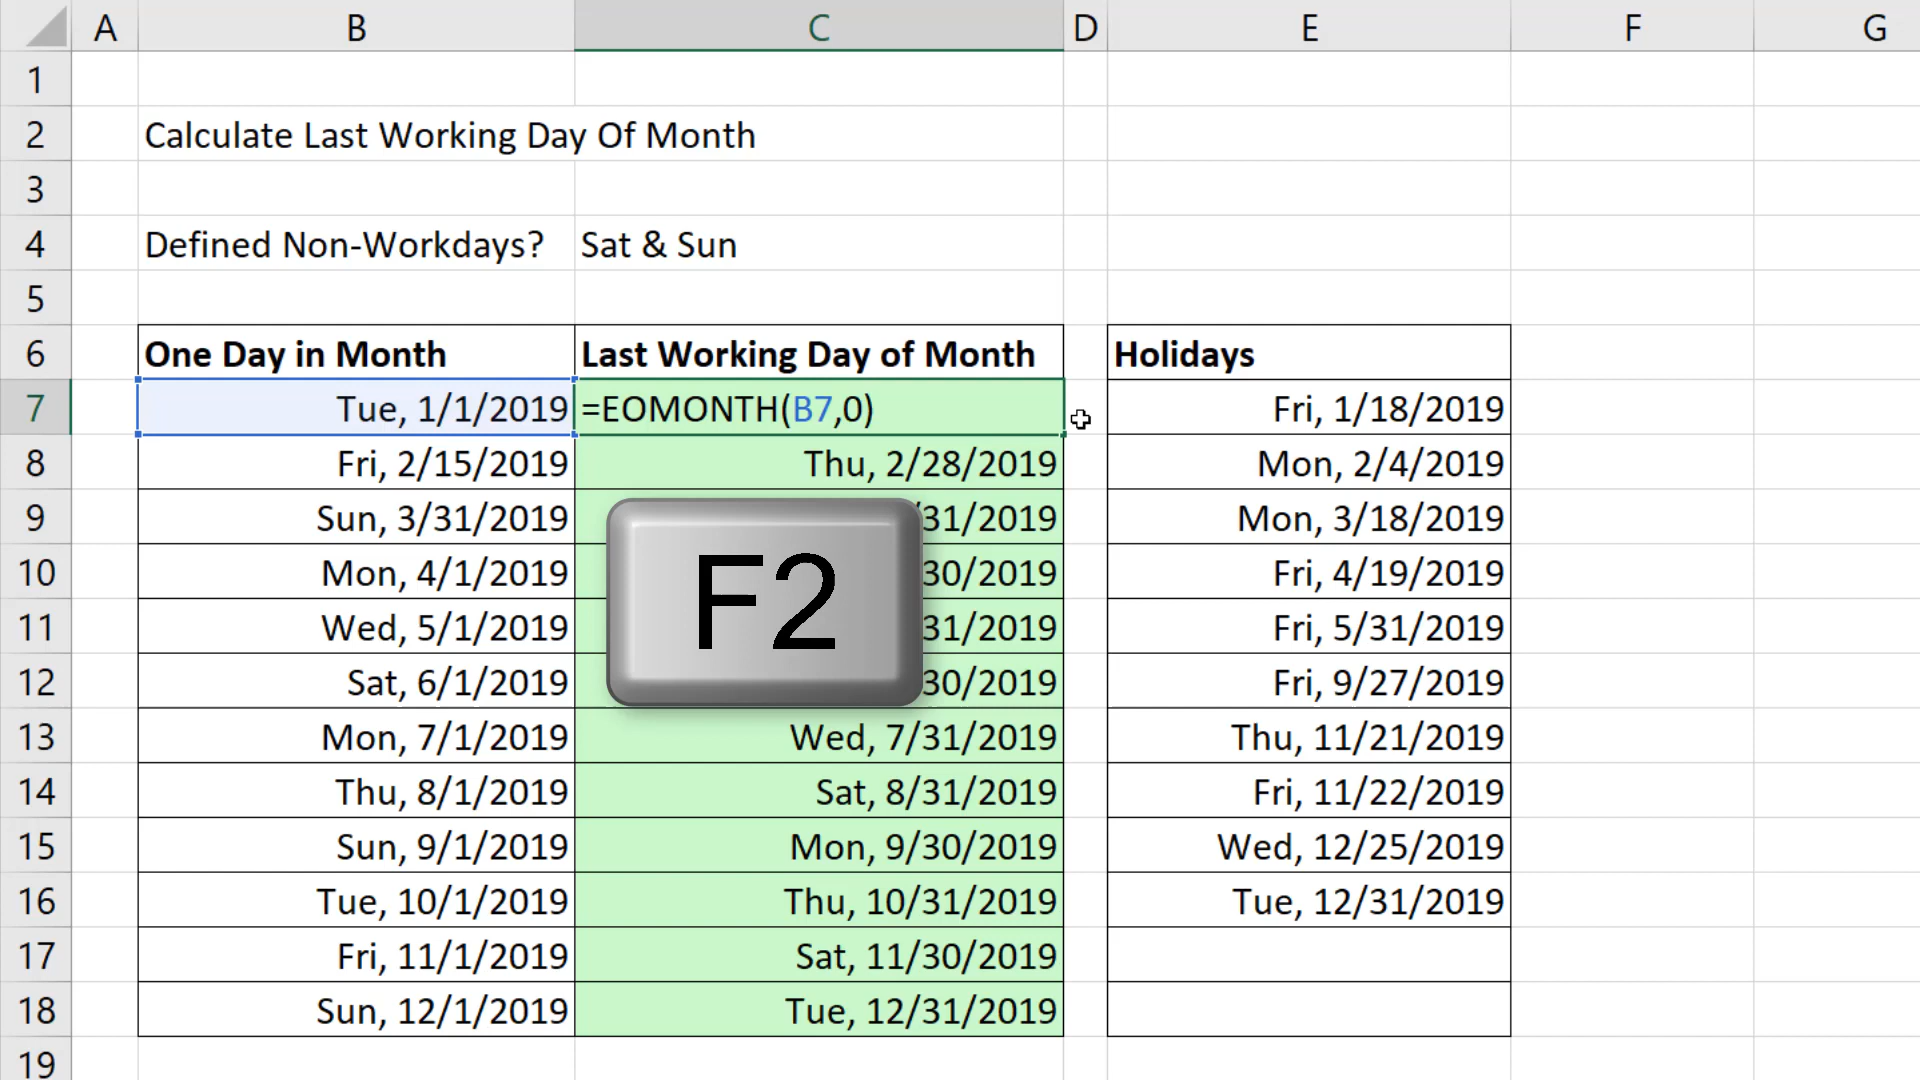 A B C D E F G
1
2 Calculate Last Working Day Of Month
3
4 Defined Non-Workdays? Sat & Sun
5
6 One Day in Month Last Working Day of Month Holidays
7 Tue, 1/1/2019 =EOMONTH(B7,0) Fri, 1/18/2019
8 Fri, 2/15/2019 Thu, 2/28/2019 Mon, 2/4/2019
9 Sun, 3/31/2019 /31/2019 Mon, 3/18/2019
10 Mon, 4/1/2019 30/2019 Fri, 4/19/2019
F2
11 Wed, 5/1/2019 31/2019 Fri, 5/31/2019
12 Sat, 6/1/2019 30/2019 Fri, 9/27/2019
13 Mon, 7/1/2019 Wed, 7/31/2019 Thu, 11/21/2019
14 Thu, 8/1/2019 Sat, 8/31/2019 Fri, 11/22/2019
15 Sun, 9/1/2019 Mon, 9/30/2019 Wed, 12/25/2019
16 Tue, 10/1/2019 Thu, 10/31/2019 Tue, 12/31/2019
17 Fri, 11/1/2019 Sat, 11/30/2019
18 Sun, 12/1/2019 Tue, 12/31/2019
19